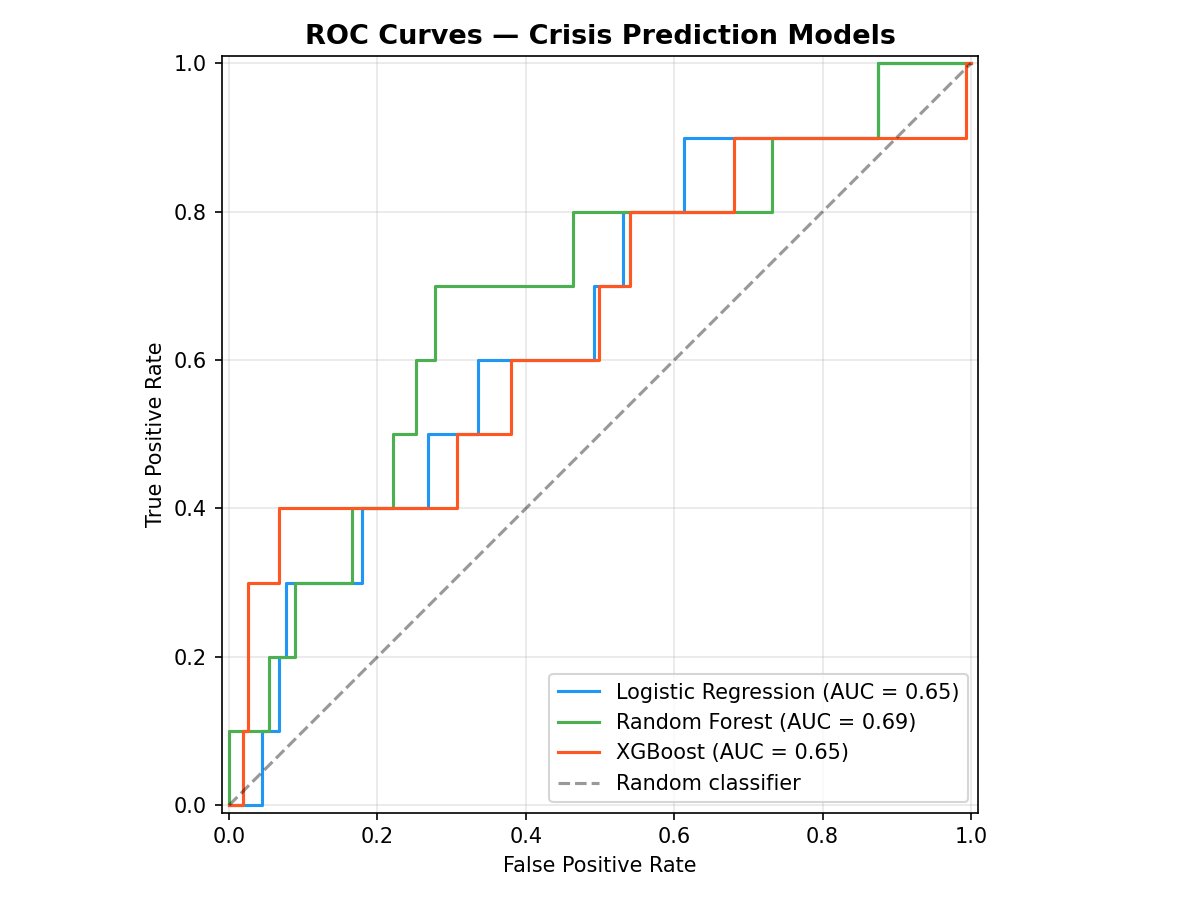 ROC Curves — Crisis Prediction Models
1.0
0.8
0.6
0.4
0.2
0.0
True Positive Rate
0.0 0.2 0.4 0.6 0.8 1.0
False Positive Rate
Logistic Regression (AUC = 0.65)
Random Forest (AUC = 0.69)
XGBoost (AUC = 0.65)
Random classifier